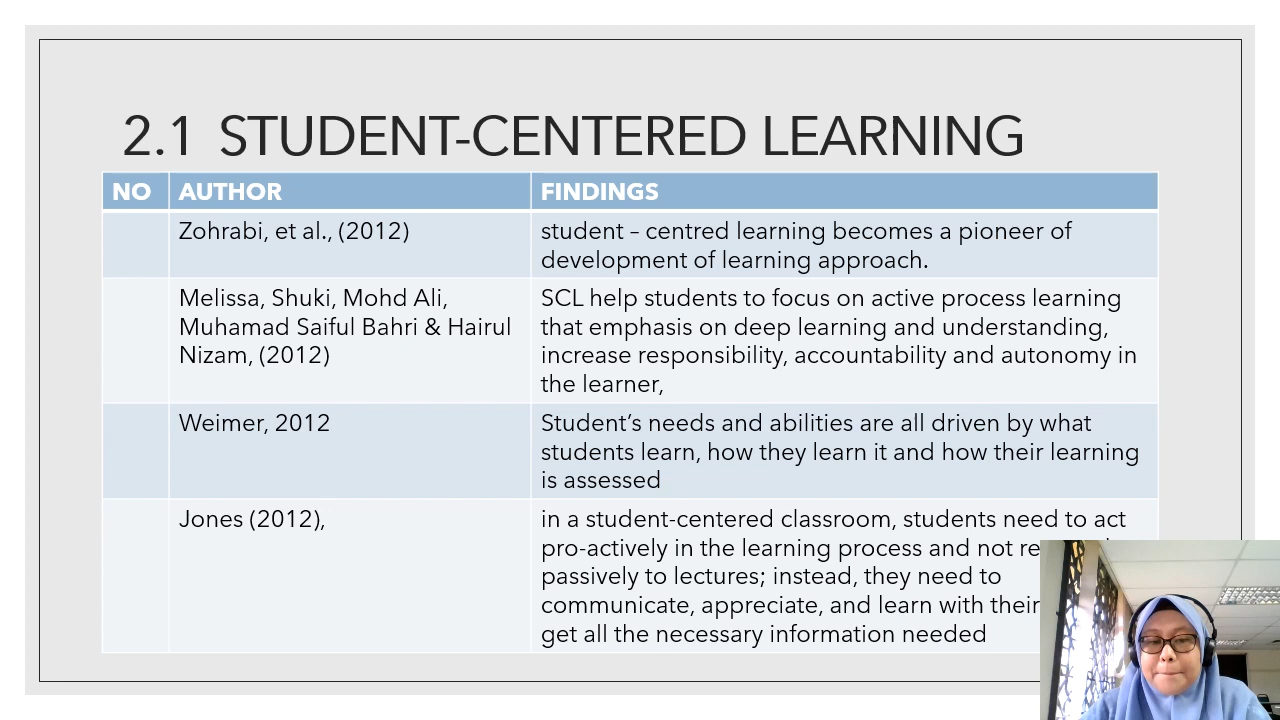 2.1 STUDENT-CENTERED LEARNING
NO AUTHOR FINDINGS
Zohrabi, et al., (2012)
student – centred learning becomes a pioneer of
development of learning approach.
Melissa, Shuki, Mohd Ali,
Muhamad Saiful Bahri & Hairul
Nizam, (2012)
SCL help students to focus on active process learning
that emphasis on deep learning and understanding,
increase responsibility, accountability and autonomy in
the learner,
Weimer, 2012
Student’s needs and abilities are all driven by what
students learn, how they learn it and how their learning
is assessed
Jones (2012),
in a student-centered classroom, students need to act
pro-actively in the learning process and not
passively to lectures; instead, they need to
communicate, appreciate, and learn with their
get all the necessary information needed